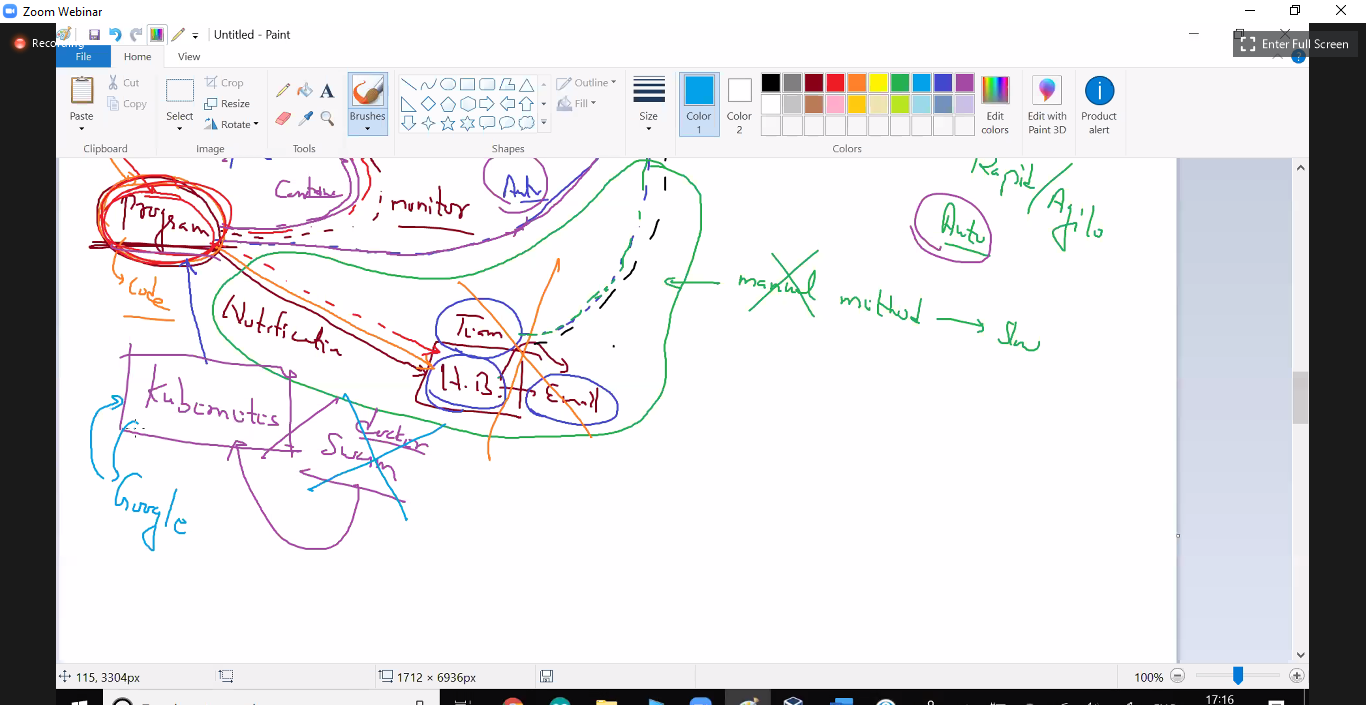 Zoom Webinar
Recording
Untitled - Paint
Enter Full Screen
File
Home
View
Paste
Cut
Copy
Clipboard
Select
Crop
Resize
Rotate
Image
Tools
Brushes
Shapes
Outline
Fill
Size
Color
1
Color
2
Colors
Edit
colors
Edit with
Paint 3D
Product
alert
Program
monitor
Auto
Rapid/
Agile
Auto
Code
manual method
Notification
Team
H.B.
Email
Kubernetes
Docker
Swarm
Google
115, 3304px
1712 × 6936px
100%
17:16